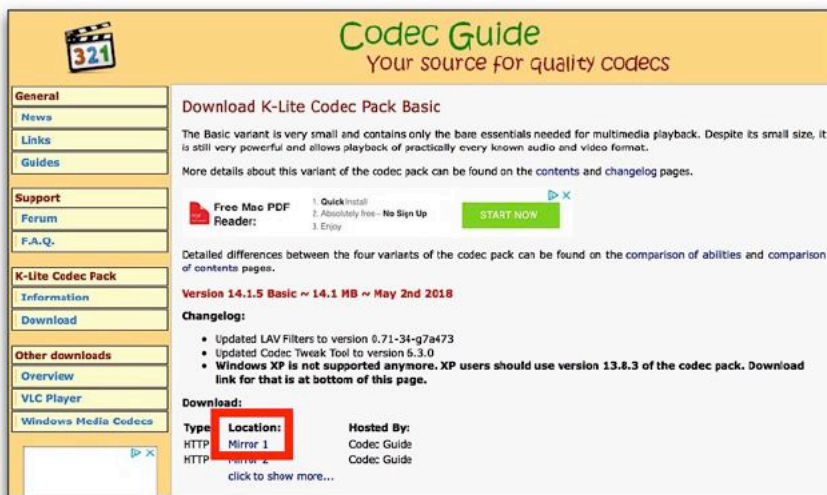 321
Codec Guide
Your source for quality codecs
General
News
Links
Guides
Support
Forum
F.A.Q.
K-Lite Codec Pack
Information
Download
Other downloads
Overview
VLC Player
Windows Media Codecs
Download K-Lite Codec Pack Basic
The Basic variant is very small and contains only the bare essentials needed for multimedia playback. Despite its small size, it
is still very powerful and allows playback of practically every known audio and video format.
More details about this variant of the codec pack can be found on the contents and changelog pages.
Free Mac PDF
Reader:
1. Quick Install
2. Absolutely free - No Sign Up
3. Enjoy
START NOW
Detailed differences between the four variants of the codec pack can be found on the comparison of abilities and comparison
of contents pages.
Version 14.1.5 Basic ~ 14.1 MB ~ May 2nd 2018
Changelog:
• Updated LAV Filters to version 0.71-34-g7a473
• Updated Codec Tweak Tool to version 6.3.0
• Windows XP is not supported anymore. XP users should use version 13.8.3 of the codec pack. Download
link for that is at bottom of this page.
Download:
Type Location: Hosted By:
HTTP Mirror 1 Codec Guide
HTTP Mirror 2 Codec Guide
click to show more...